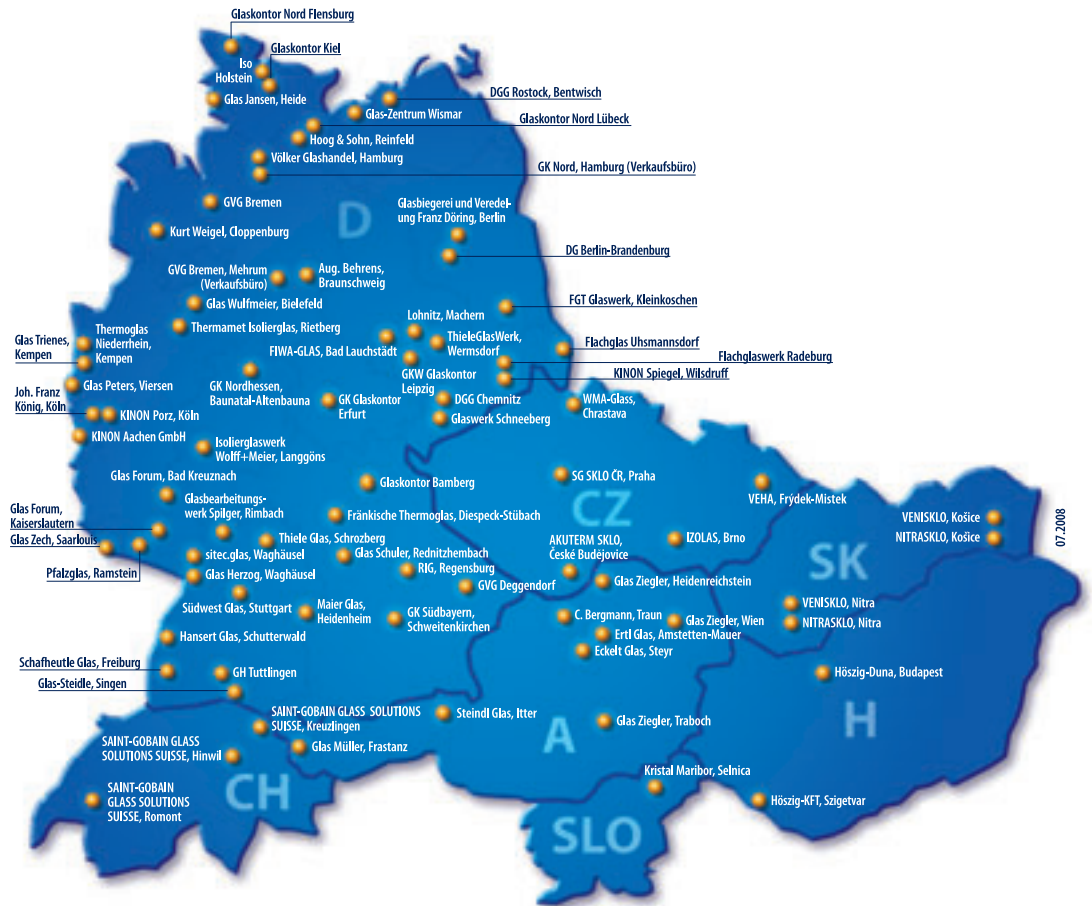 Glaskontor Nord Flensburg
Glaskontor Kiel
Iso
Holstein
Glas Jansen, Heide
DGG Rostock, Bentwisch
Glas-Zentrum Wismar
Glaskontor Nord Lübeck
Hoog & Sohn, Reinfeld
Völker Glashandel, Hamburg
GK Nord, Hamburg (Verkaufsbüro)
GVG Bremen
Glasbiegerei und Veredel-
ung Franz Döring, Berlin
D
Kurt Weigel, Cloppenburg
DG Berlin-Brandenburg
GVG Bremen, Mehrum
(Verkaufsbüro)
Aug. Behrens,
Braunschweig
Glas Wulfmeier, Bielefeld
FGT Glaswerk, Kleinkoschen
Thermamet Isolierglas, Rietberg
Lohnitz, Machern
Glas Trienes,
Kempen
Thermoglas
Niederrhein,
Kempen
FIWA-GLAS, Bad Lauchstädt
ThieleGlasWerk,
Wermsdorf
Flachglas Uhsmannsdorf
Flachglaswerk Radeburg
GKW Glaskontor
Leipzig
KINON Spiegel, Wilsdruff
Glas Peters, Viersen
GK Nordhessen,
Baunatal-Altenbauna
Joh. Franz
König, Köln
KINON Porz, Köln
GK Glaskontor
Erfurt
DGG Chemnitz
WMA-Glass,
Chrastava
Glaswerk Schneeberg
KINON Aachen GmbH
Isolierglaswerk
Wolff+Meier, Langgöns
Glas Forum, Bad Kreuznach
Glaskontor Bamberg
SG SKLO ČR, Praha
VEHA, Frýdek-Mistek
CZ
Glas Forum,
Kaiserslautern
Glasbearbeitungs-
werk Spilger, Rimbach
Fränkische Thermoglas, Diespeck-Stübach
VENISKLO, Košice
NITRASKLO, Košice
07.2008
Glas Zech, Saarlouis
Thiele Glas, Schrozberg
AKUTERM SKLO,
České Budějovice
IZOLAS, Brno
SK
Pfalzglas, Ramstein
sitec.glas, Waghäusel
Glas Schuler, Rednitzhembach
RIG, Regensburg
Glas Herzog, Waghäusel
GVG Deggendorf
Glas Ziegler, Heidenreichstein
Südwest Glas, Stuttgart
Maier Glas,
Heidenheim
GK Südbayern,
Schweitenkirchen
C. Bergmann, Traun
Glas Ziegler, Wien
VENISKLO, Nitra
NITRASKLO, Nitra
Hansert Glas, Schutterwald
Ertl Glas, Amstetten-Mauer
Eckelt Glas, Steyr
Schafheutle Glas, Freiburg
GH Tuttlingen
Höszig-Duna, Budapest
Glas-Steidle, Singen
H
SAINT-GOBAIN GLASS SOLUTIONS
SUISSE, Kreuzlingen
Steindl Glas, Itter
Glas Ziegler, Traboch
A
SAINT-GOBAIN GLASS
SOLUTIONS SUISSE, Hinwil
Glas Müller, Frastanz
Kristal Maribor, Selnica
CH
SAINT-GOBAIN
GLASS SOLUTIONS
SUISSE, Romont
Höszig-KFT, Szigetvar
SLO